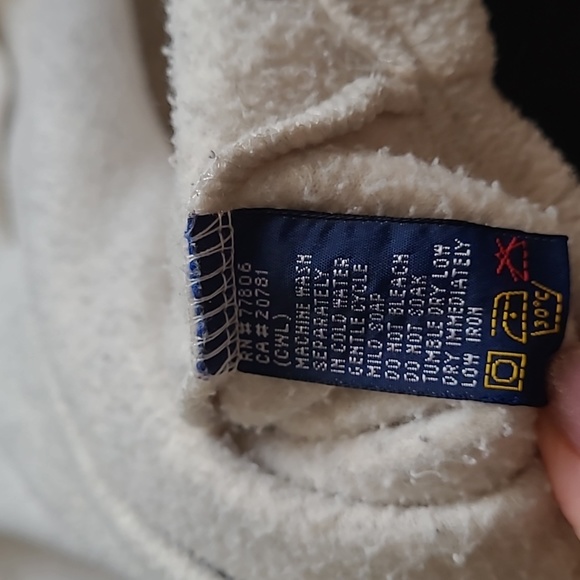 RN# 77806
CA# 20781
(CWL)
MACHINE WASH
SEPARATELY
IN COLD WATER
GENTLE CYCLE
MILD SOAP
DO NOT BLEACH
DO NOT SOAK
TUMBLE DRY LOW
DRY IMMEDIATELY
LOW IRON
30°C